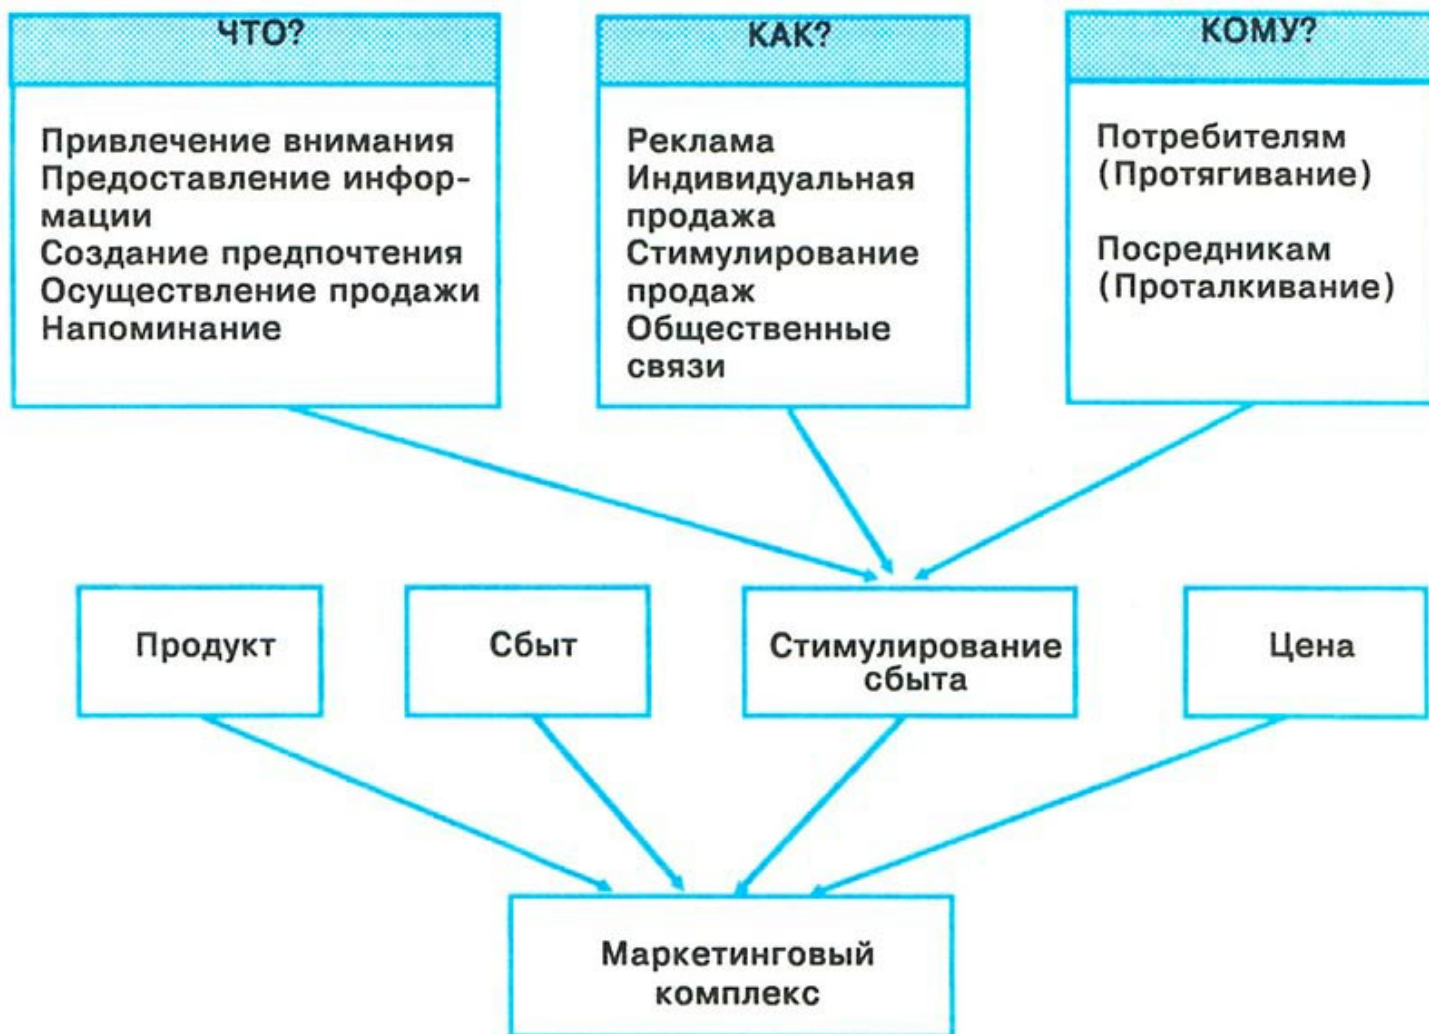 ЧТО?
Привлечение внимания
Предоставление инфор-
мации
Создание предпочтения
Осуществление продажи
Напоминание
КАК?
Реклама
Индивидуальная
продажа
Стимулирование
продаж
Общественные
связи
КОМУ?
Потребителям
(Протягивание)
Посредникам
(Проталкивание)
Продукт
Сбыт
Стимулирование
сбыта
Цена
Маркетинговый
комплекс